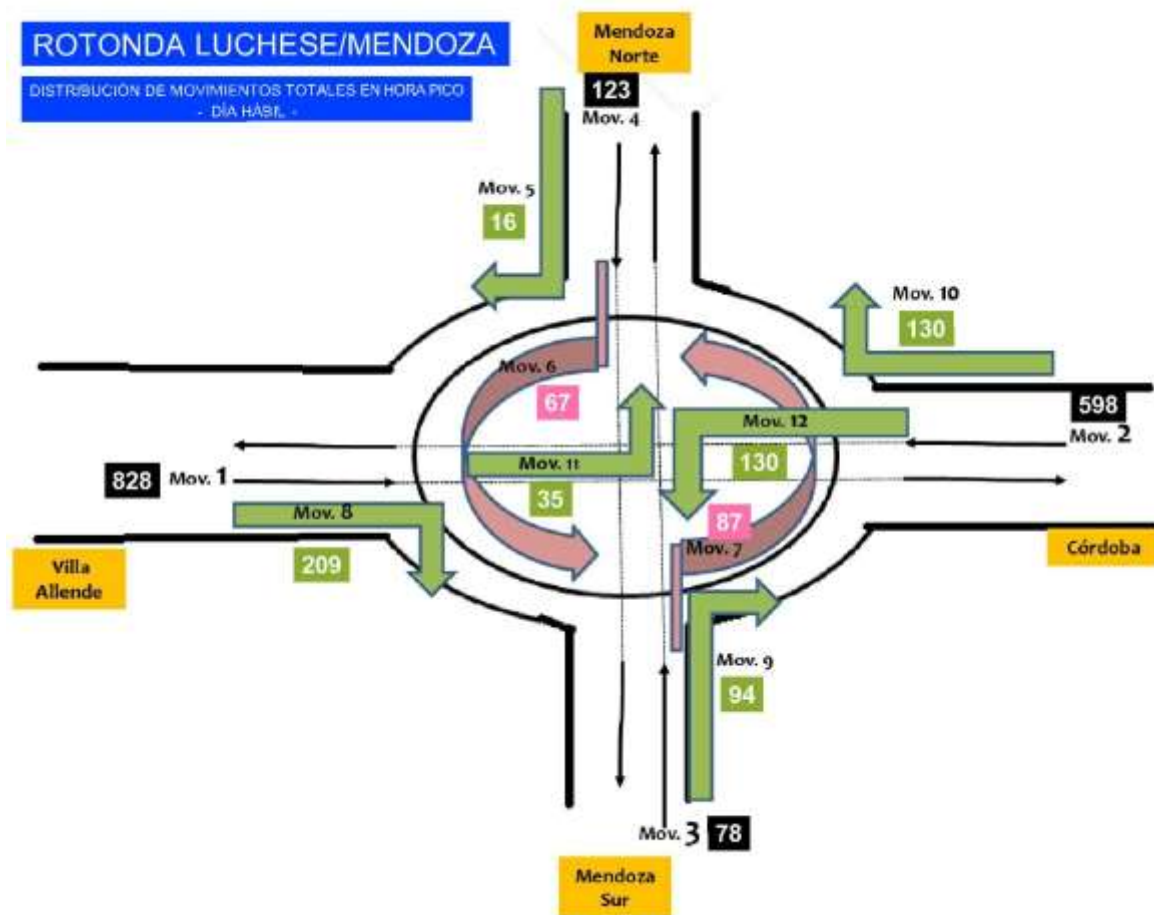 ROTONDA LUCHESE/MENDOZA
DISTRIBUCIÓN DE MOVIMIENTOS TOTALES EN HORA PICO
- DÍA HÁBIL -
Mendoza
Norte
123
Mov. 4
Mov. 5
16
Mov. 10
130
Mov. 6
67
598
Mov. 2
Mov. 12
130
Mov. 11
35
828
Mov. 1
Mov. 8
209
87
Mov. 7
Villa
Allende
Córdoba
Mov. 9
94
Mov. 3
78
Mendoza
Sur